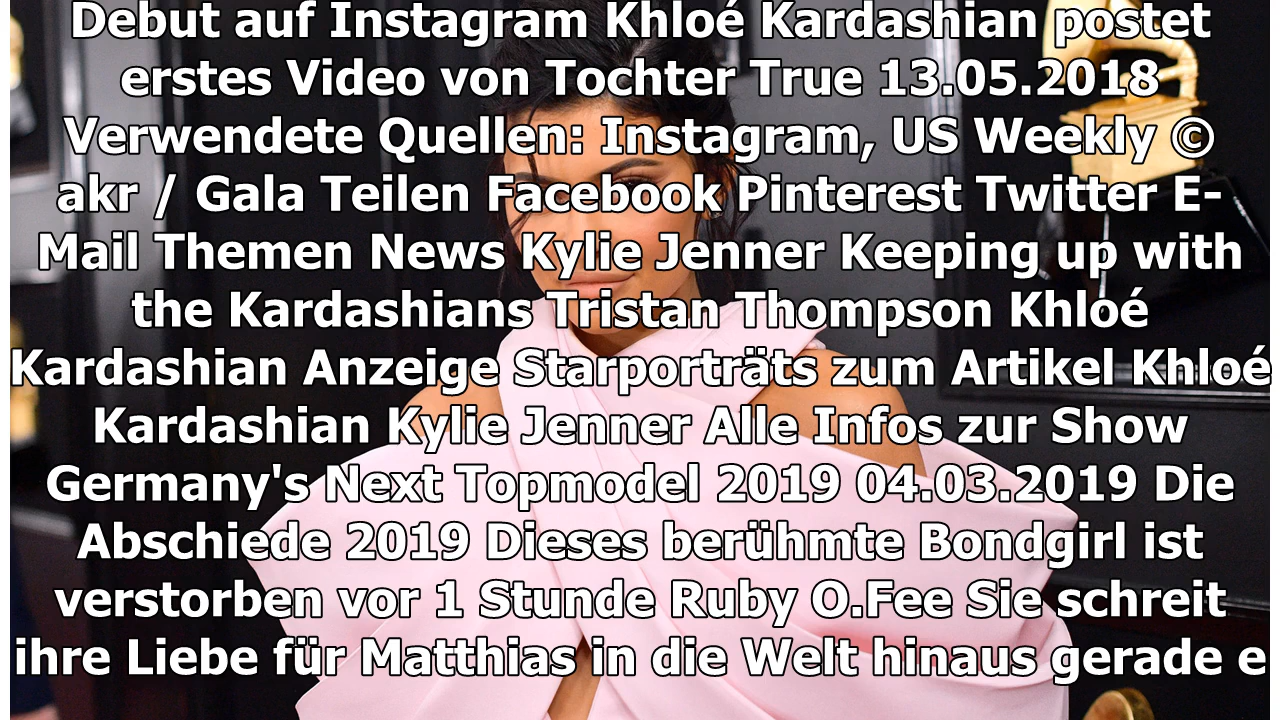 Debut auf Instagram Khloé Kardashian postet
erstes Video von Tochter True 13.05.2018
Verwendete Quellen: Instagram, US Weekly ©
akr / Gala Teilen Facebook Pinterest Twitter E-
Mail Themen News Kylie Jenner Keeping up with
the Kardashians Tristan Thompson Khloé
Kardashian Anzeige Starporträts zum Artikel Khloé
Kardashian Kylie Jenner Alle Infos zur Show
Germany's Next Topmodel 2019 04.03.2019 Die
Abschiede 2019 Dieses berühmte Bondgirl ist
verstorben vor 1 Stunde Ruby O.Fee Sie schreit
ihre Liebe für Matthias in die Welt hinaus gerade e